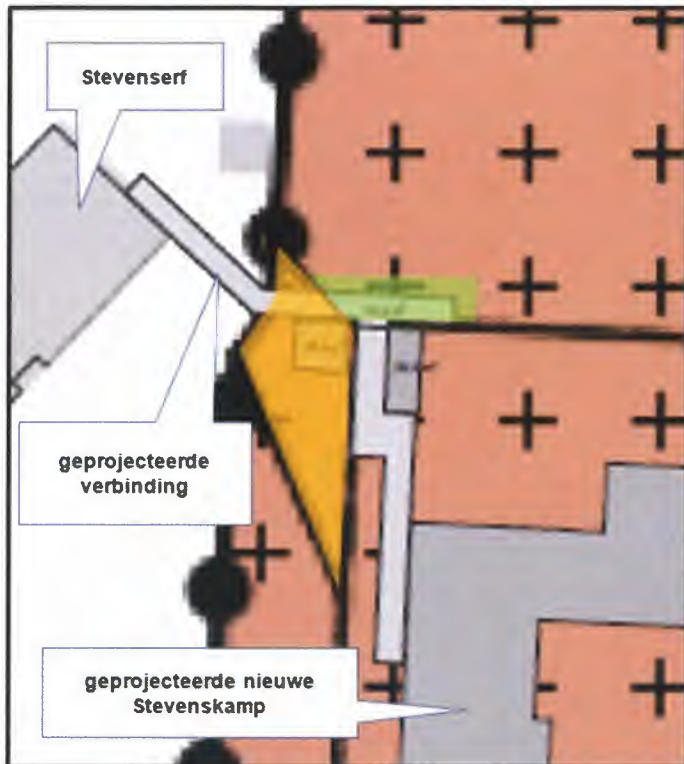 Stevenserf
geprojecteerde
verbinding
geprojecteerde nieuwe
Stevenskamp